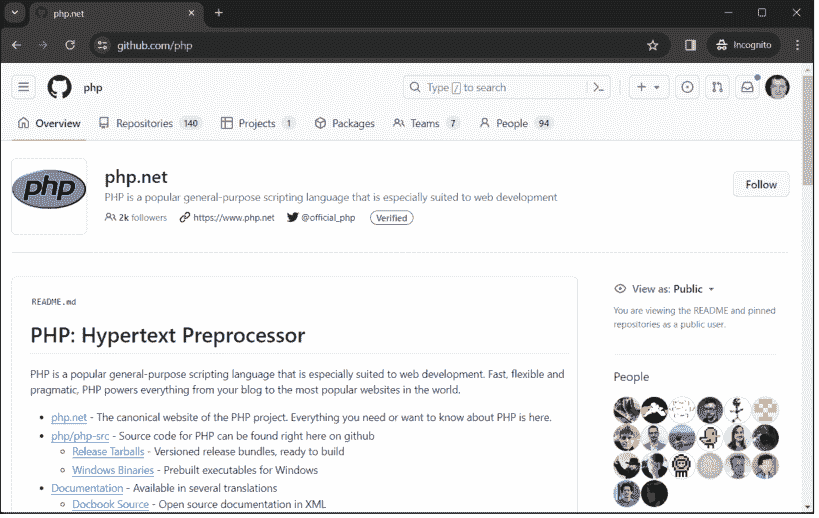 php.net
github.com/php
Incognito
php
Type / to search
Overview Repositories 140 Projects 1 Packages Teams 7 People 94
php
php.net
PHP is a popular general-purpose scripting language that is especially suited to web development
Follow
2k followers https://www.php.net @official_php Verified
README.md
PHP: Hypertext Preprocessor
PHP is a popular general-purpose scripting language that is especially suited to web development. Fast, flexible and
pragmatic, PHP powers everything from your blog to the most popular websites in the world.
php.net - The canonical website of the PHP project. Everything you need or want to know about PHP is here.
php/php-src - Source code for PHP can be found right here on github
Release Tarballs - Versioned release bundles, ready to build
Windows Binaries - Prebuilt executables for Windows
Documentation - Available in several translations
Docbook Source - Open source documentation in XML
View as: Public
You are viewing the README and pinned
repositories as a public user.
People